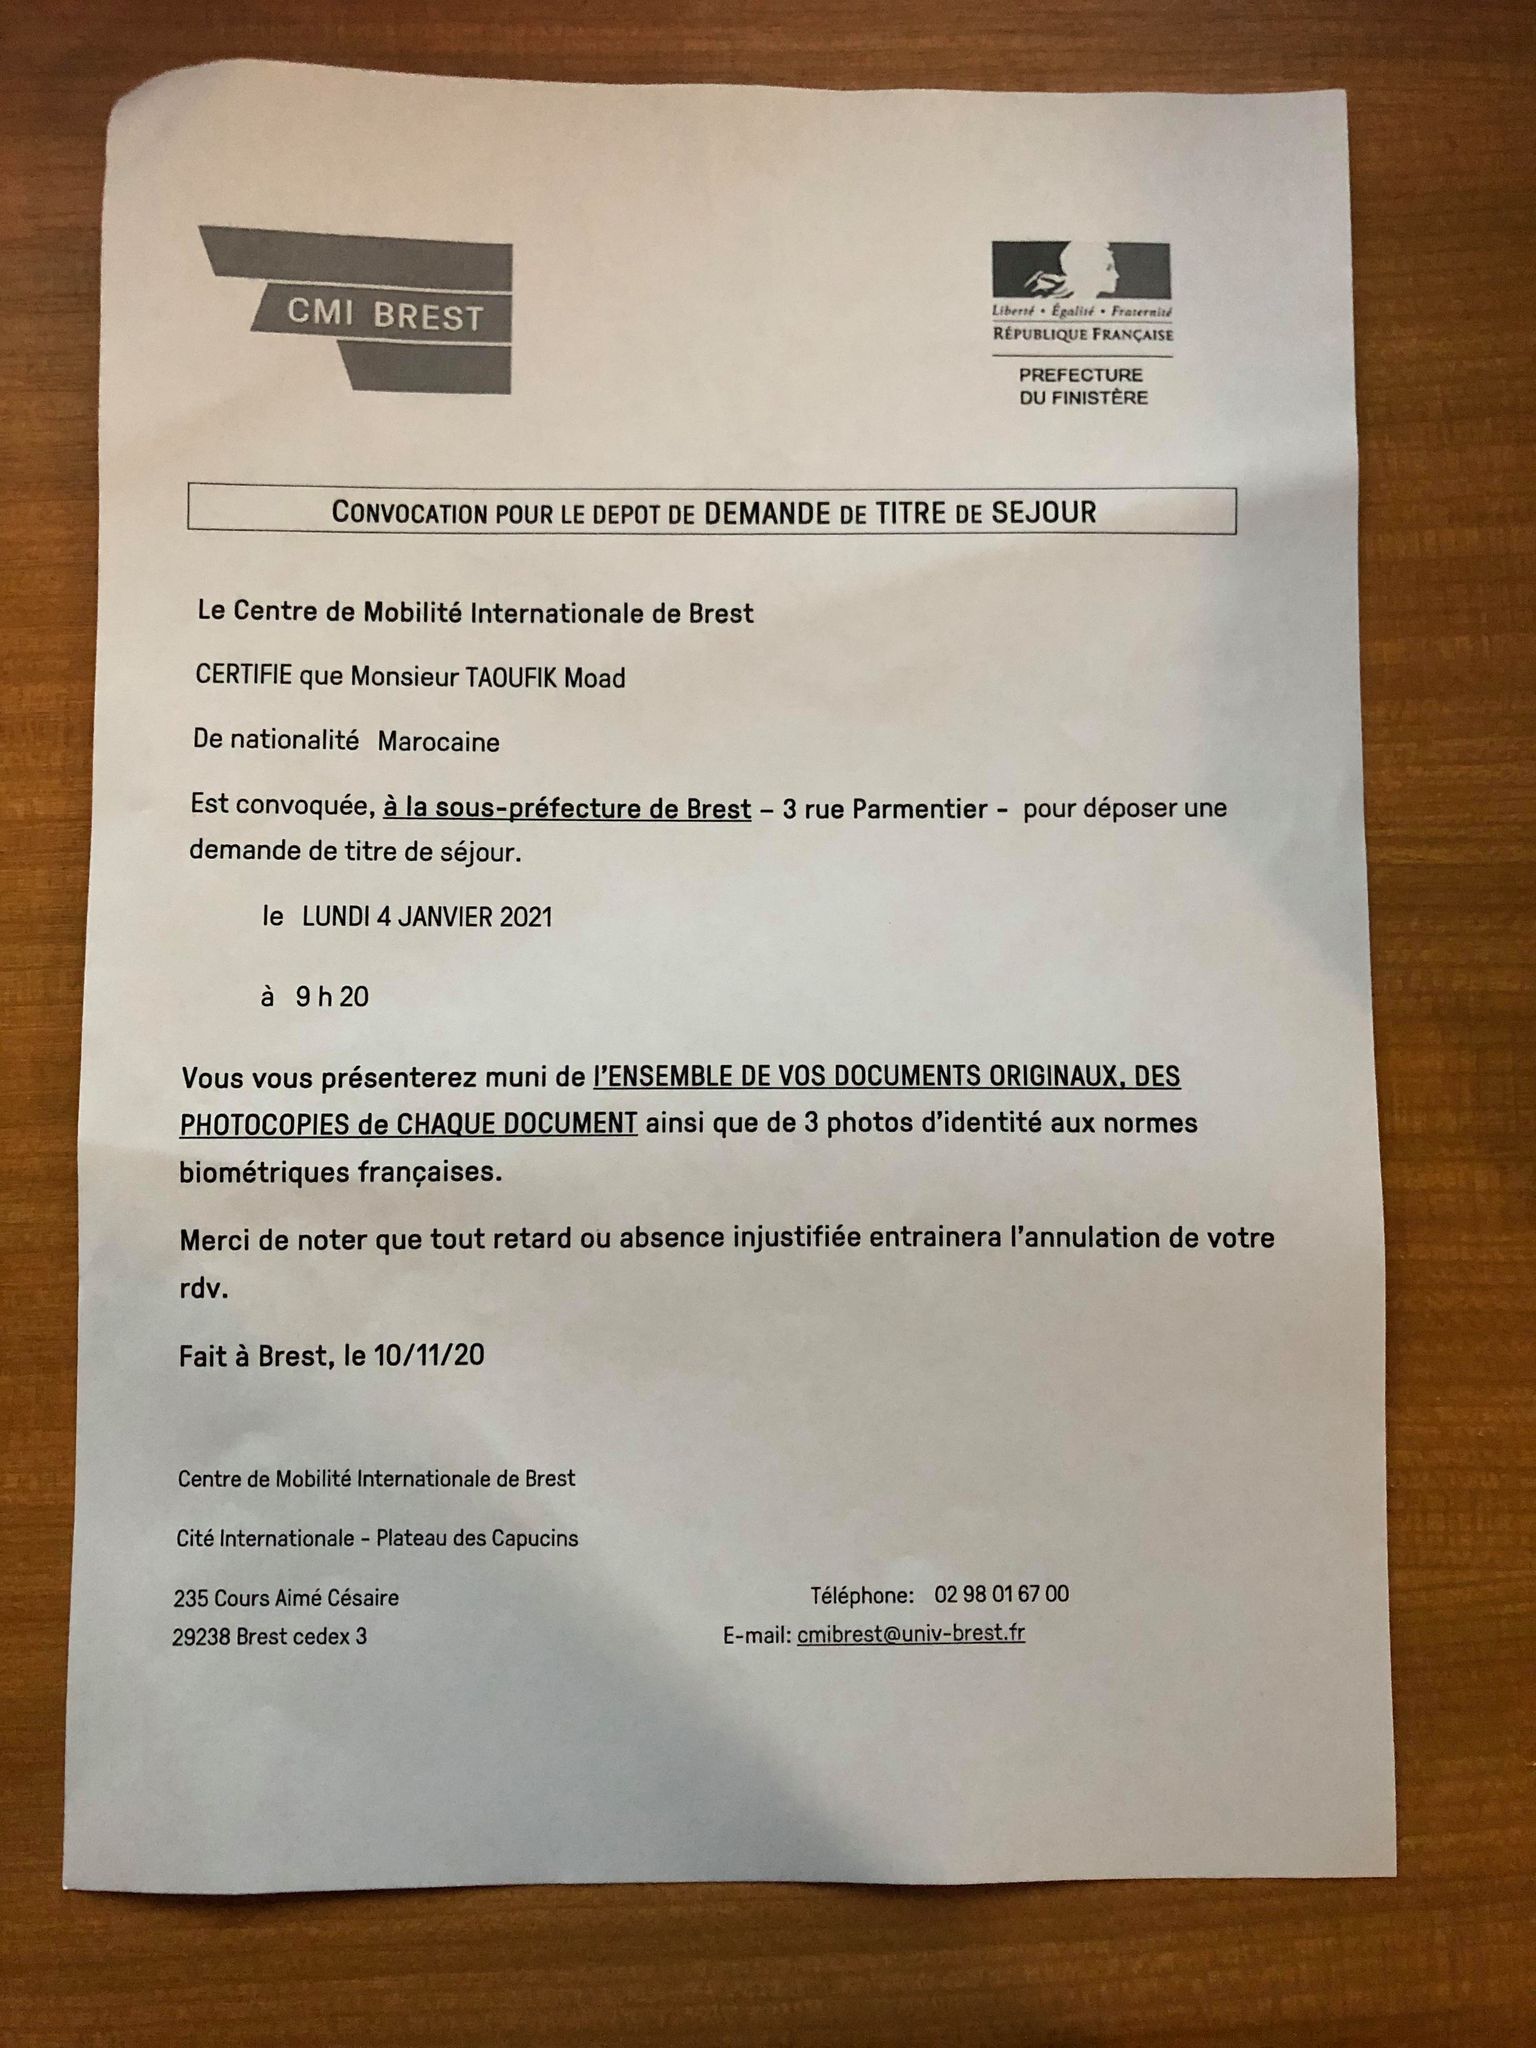 CMI BREST
Liberté • Égalité • Fraternité
RÉPUBLIQUE FRANÇAISE
PREFECTURE
DU FINISTÈRE
CONVOCATION POUR LE DEPOT DE DEMANDE DE TITRE DE SEJOUR
Le Centre de Mobilité Internationale de Brest
CERTIFIE que Monsieur TAOUFIK Moad
De nationalité Marocaine
Est convoquée, à la sous-préfecture de Brest – 3 rue Parmentier - pour déposer une
demande de titre de séjour.
le LUNDI 4 JANVIER 2021
à 9 h 20
Vous vous présenterez muni de l'ENSEMBLE DE VOS DOCUMENTS ORIGINAUX, DES
PHOTOCOPIES de CHAQUE DOCUMENT ainsi que de 3 photos d'identité aux normes
biométriques françaises.
Merci de noter que tout retard ou absence injustifiée entrainera l'annulation de votre
rdv.
Fait à Brest, le 10/11/20
Centre de Mobilité Internationale de Brest
Cité Internationale - Plateau des Capucins
235 Cours Aimé Césaire
29238 Brest cedex 3
Téléphone: 02 98 01 67 00
E-mail: cmibrest@univ-brest.fr